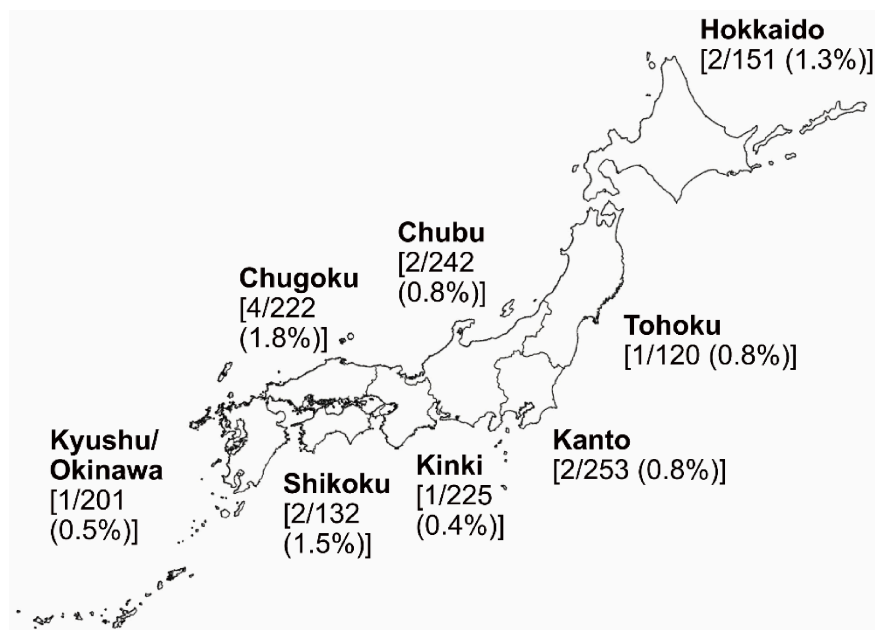 Hokkaido
[2/151 (1.3%)]
Chubu
[2/242
(0.8%)]
Chugoku
[4/222
(1.8%)]
Tohoku
[1/120 (0.8%)]
Kanto
[2/253 (0.8%)]
Kyushu/
Okinawa
[1/201
(0.5%)]
Shikoku
[2/132
(1.5%)]
Kinki
[1/225
(0.4%)]